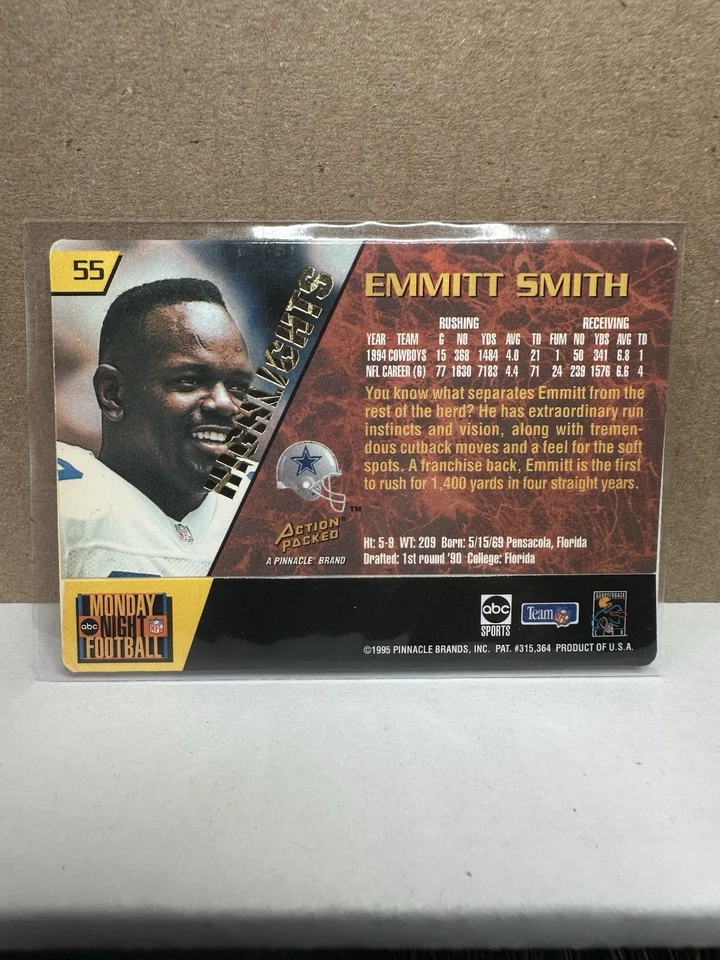 55
HIGHLIGHTS
EMMITT SMITH
RUSHING RECEIVING
YEAR TEAM G NO YDS AVG TD FUM NO YDS AVG TD
1994 COWBOYS 15 368 1484 4.0 21 1 50 341 6.8 1
NFL CAREER (6) 77 1630 7183 4.4 71 24 239 1576 6.6 4
You know what separates Emmitt from the
rest of the herd? He has extraordinary run
instincts and vision, along with tremen-
dous cutback moves and a feel for the soft
spots. A franchise back, Emmitt is the first
to rush for 1,400 yards in four straight years.
TM
ACTION
PACKED
A PINNACLE® BRAND
Ht: 5-9 WT: 209 Born: 5/15/69 Pensacola, Florida
Drafted: 1st round '90 College: Florida
MONDAY
abc NIGHT NFL
FOOTBALL
abc
SPORTS
Team NFL
QUARTERBACK
CLUB
©1995 PINNACLE BRANDS, INC. PAT. #315,364 PRODUCT OF U.S.A.